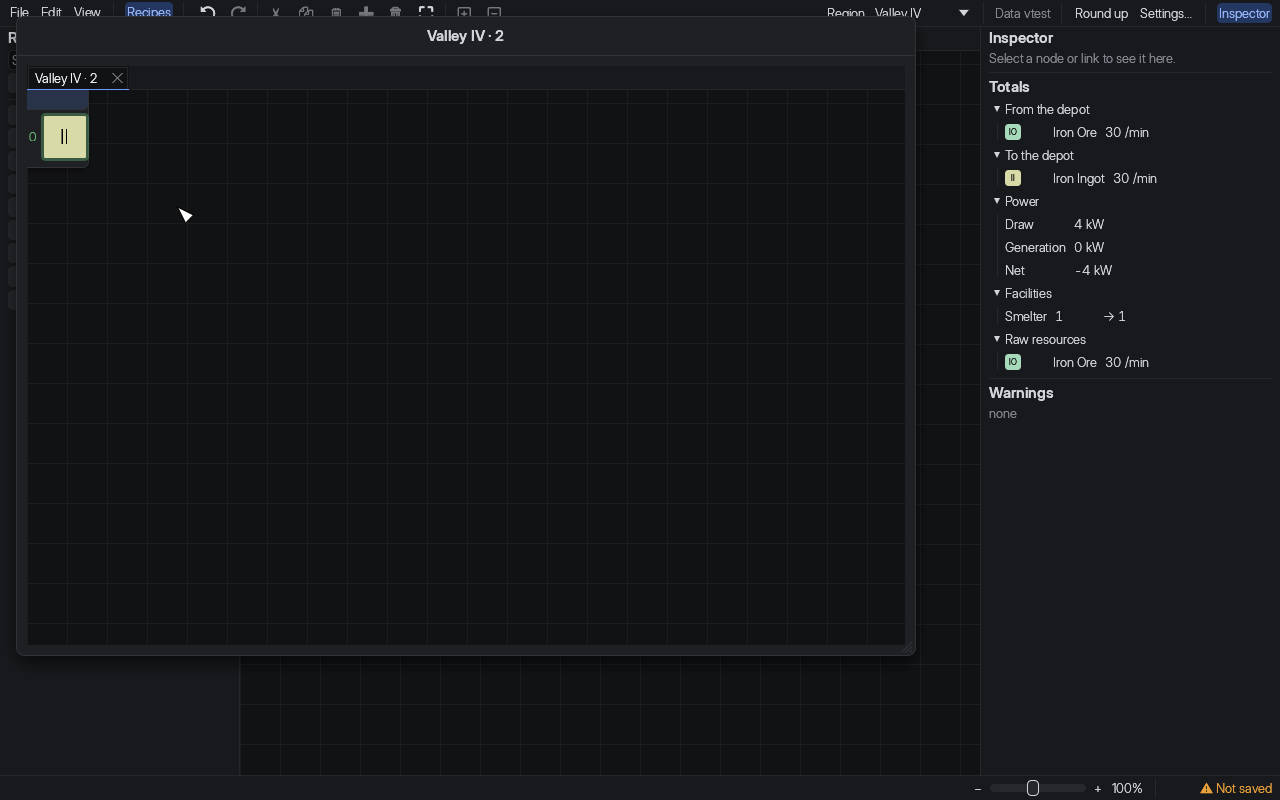 File Edit View Recipes Region Valley IV Data vtest Round up Settings... Inspector
Valley IV · 2
Valley IV · 2
0
Inspector
Select a node or link to see it here.
Totals
From the depot
IO Iron Ore 30 /min
To the depot
II Iron Ingot 30 /min
Power
Draw 4 kW
Generation 0 kW
Net -4 kW
Facilities
Smelter 1 → 1
Raw resources
IO Iron Ore 30 /min
Warnings
none
− + 100% Not saved